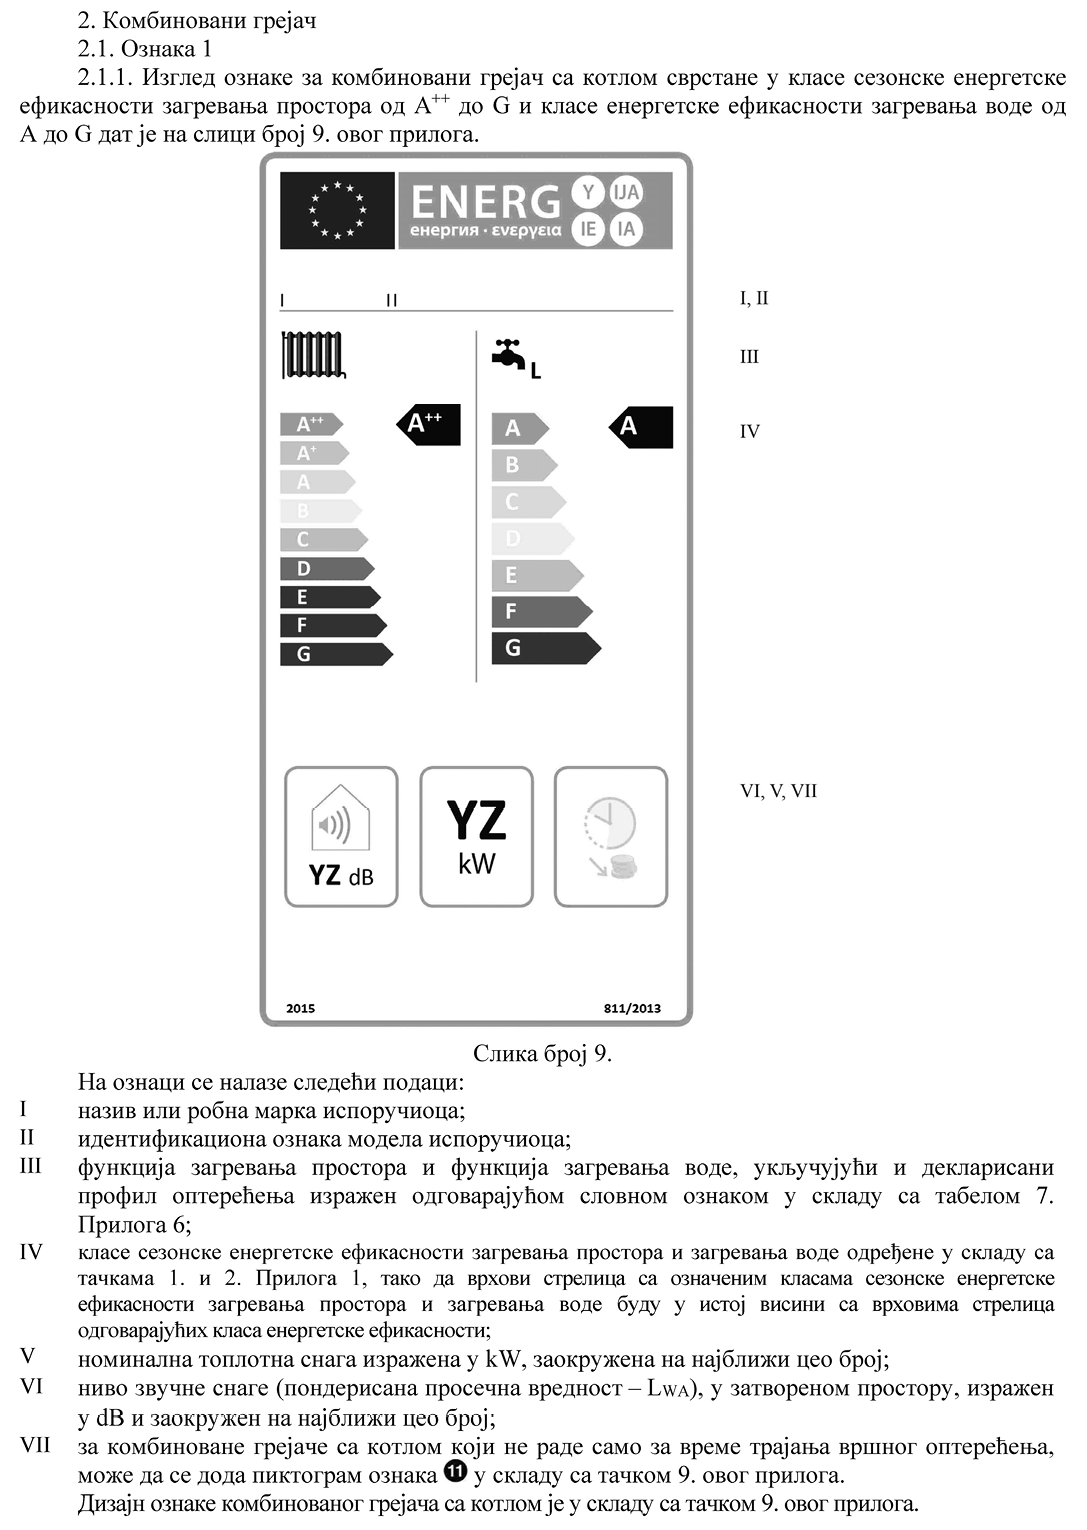 2. Комбиновани грејач
2.1. Ознака 1
2.1.1. Изглед ознаке за комбиновани грејач са котлом сврстане у класе сезонске енергетске
ефикасности загревања простора од A++ до G и класе енергетске ефикасности загревања воде од
А до G дат је на слици број 9. овог прилога.
ENERG Y IJA
енергия · ενεργεια IE IA
I II
I, II
III
L
A++ A++ A A
IV
A+
A
B
C
D
E
F
G
B
C
D
E
F
G
VI, V, VII
YZ dB
YZ
kW
2015 811/2013
Слика број 9.
На ознаци се налазе следећи подаци:
I назив или робна марка испоручиоца;
II идентификациона ознака модела испоручиоца;
III функција загревања простора и функција загревања воде, укључујући и декларисани
профил оптерећења изражен одговарајућом словном ознаком у складу са табелом 7.
Прилога 6;
IV класе сезонске енергетске ефикасности загревања простора и загревања воде одређене у складу са
тачкама 1. и 2. Прилога 1, тако да врхови стрелица са означеним класама сезонске енергетске
ефикасности загревања простора и загревања воде буду у истој висини са врховима стрелица
одговарајућих класа енергетске ефикасности;
V номинална топлотна снага изражена у kW, заокружена на најближи цео број;
VI ниво звучне снаге (пондерисана просечна вредност – LWA), у затвореном простору, изражен
у dB и заокружен на најближи цео број;
VII за комбиноване грејаче са котлом који не раде само за време трајања вршног оптерећења,
може да се дода пиктограм ознака 11 у складу са тачком 9. овог прилога.
Дизајн ознаке комбинованог грејача са котлом је у складу са тачком 9. овог прилога.